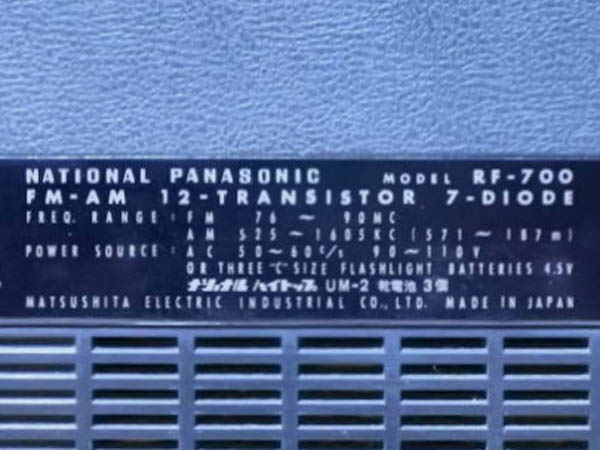 NATIONAL PANASONIC MODEL RF-700
FM-AM 12-TRANSISTOR 7-DIODE
FREQ. RANGE : FM 76 ~ 90MC
AM 525 ~ 1605KC (571 ~ 187m)
POWER SOURCE : AC 50~60c/s 90~110V
OR THREE "C" SIZE FLASHLIGHT BATTERIES 4.5V
ナショナル ハイトップ UM-2 乾電池 3個
MATSUSHITA ELECTRIC INDUSTRIAL CO., LTD. MADE IN JAPAN